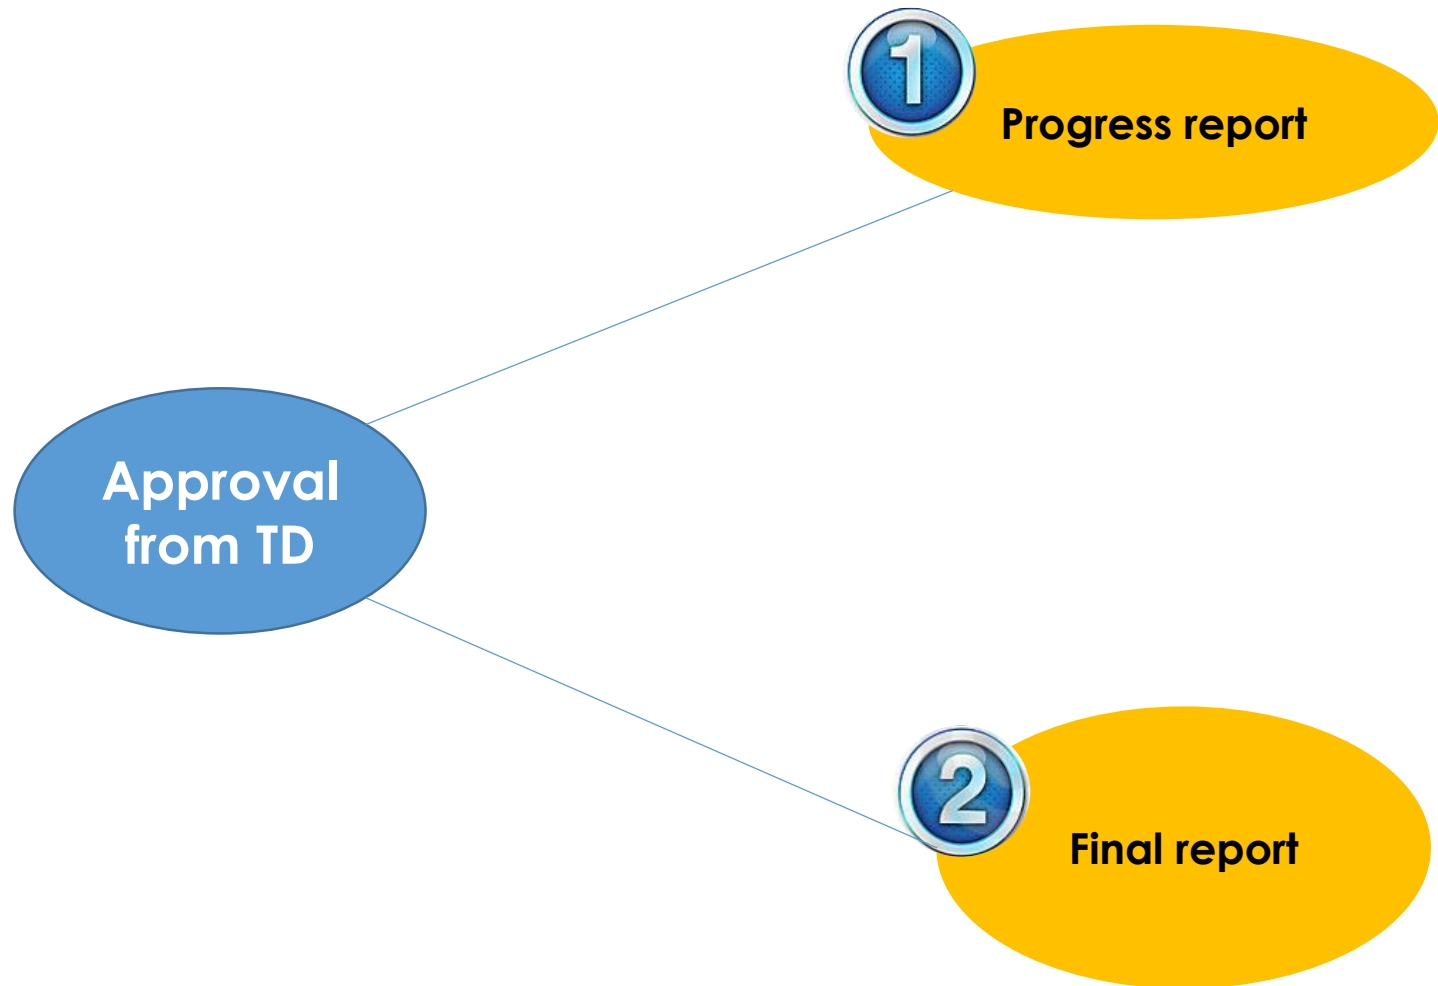 1
Progress report
Approval
from TD
2
Final report